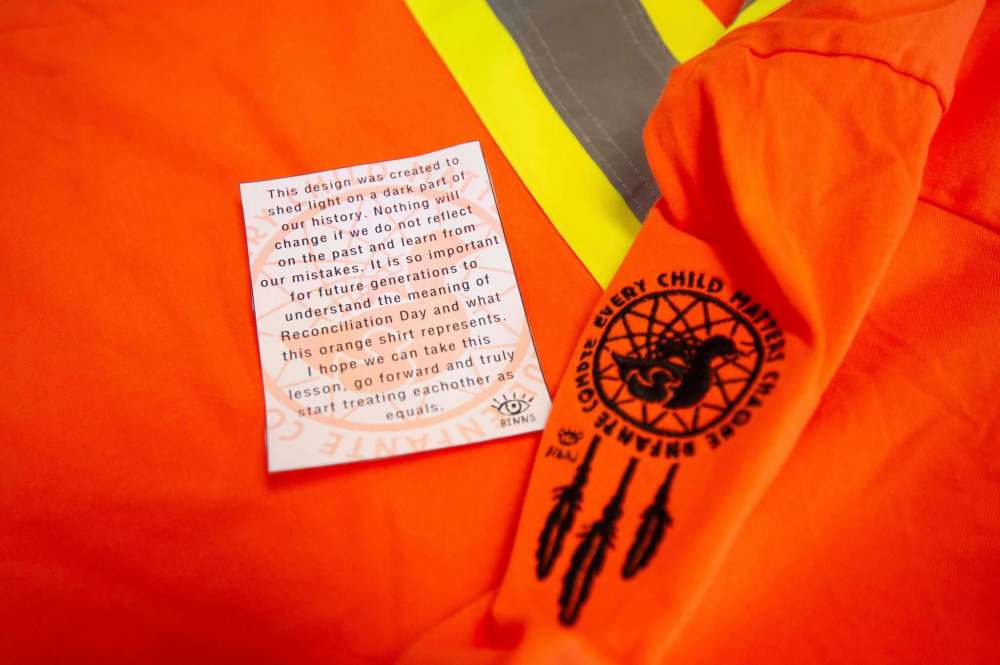 This design was created to
shed light on a dark part of
our history. Nothing will
change if we do not reflect
on the past and learn from
our mistakes. It is so important
for future generations to
understand the meaning of
Reconciliation Day and what
this orange shirt represents.
I hope we can take this
lesson, go forward and truly
start treating eachother as
equals.
BINNS
EVERY CHILD MATTERS CHAQUE ENFANTE COMPTE